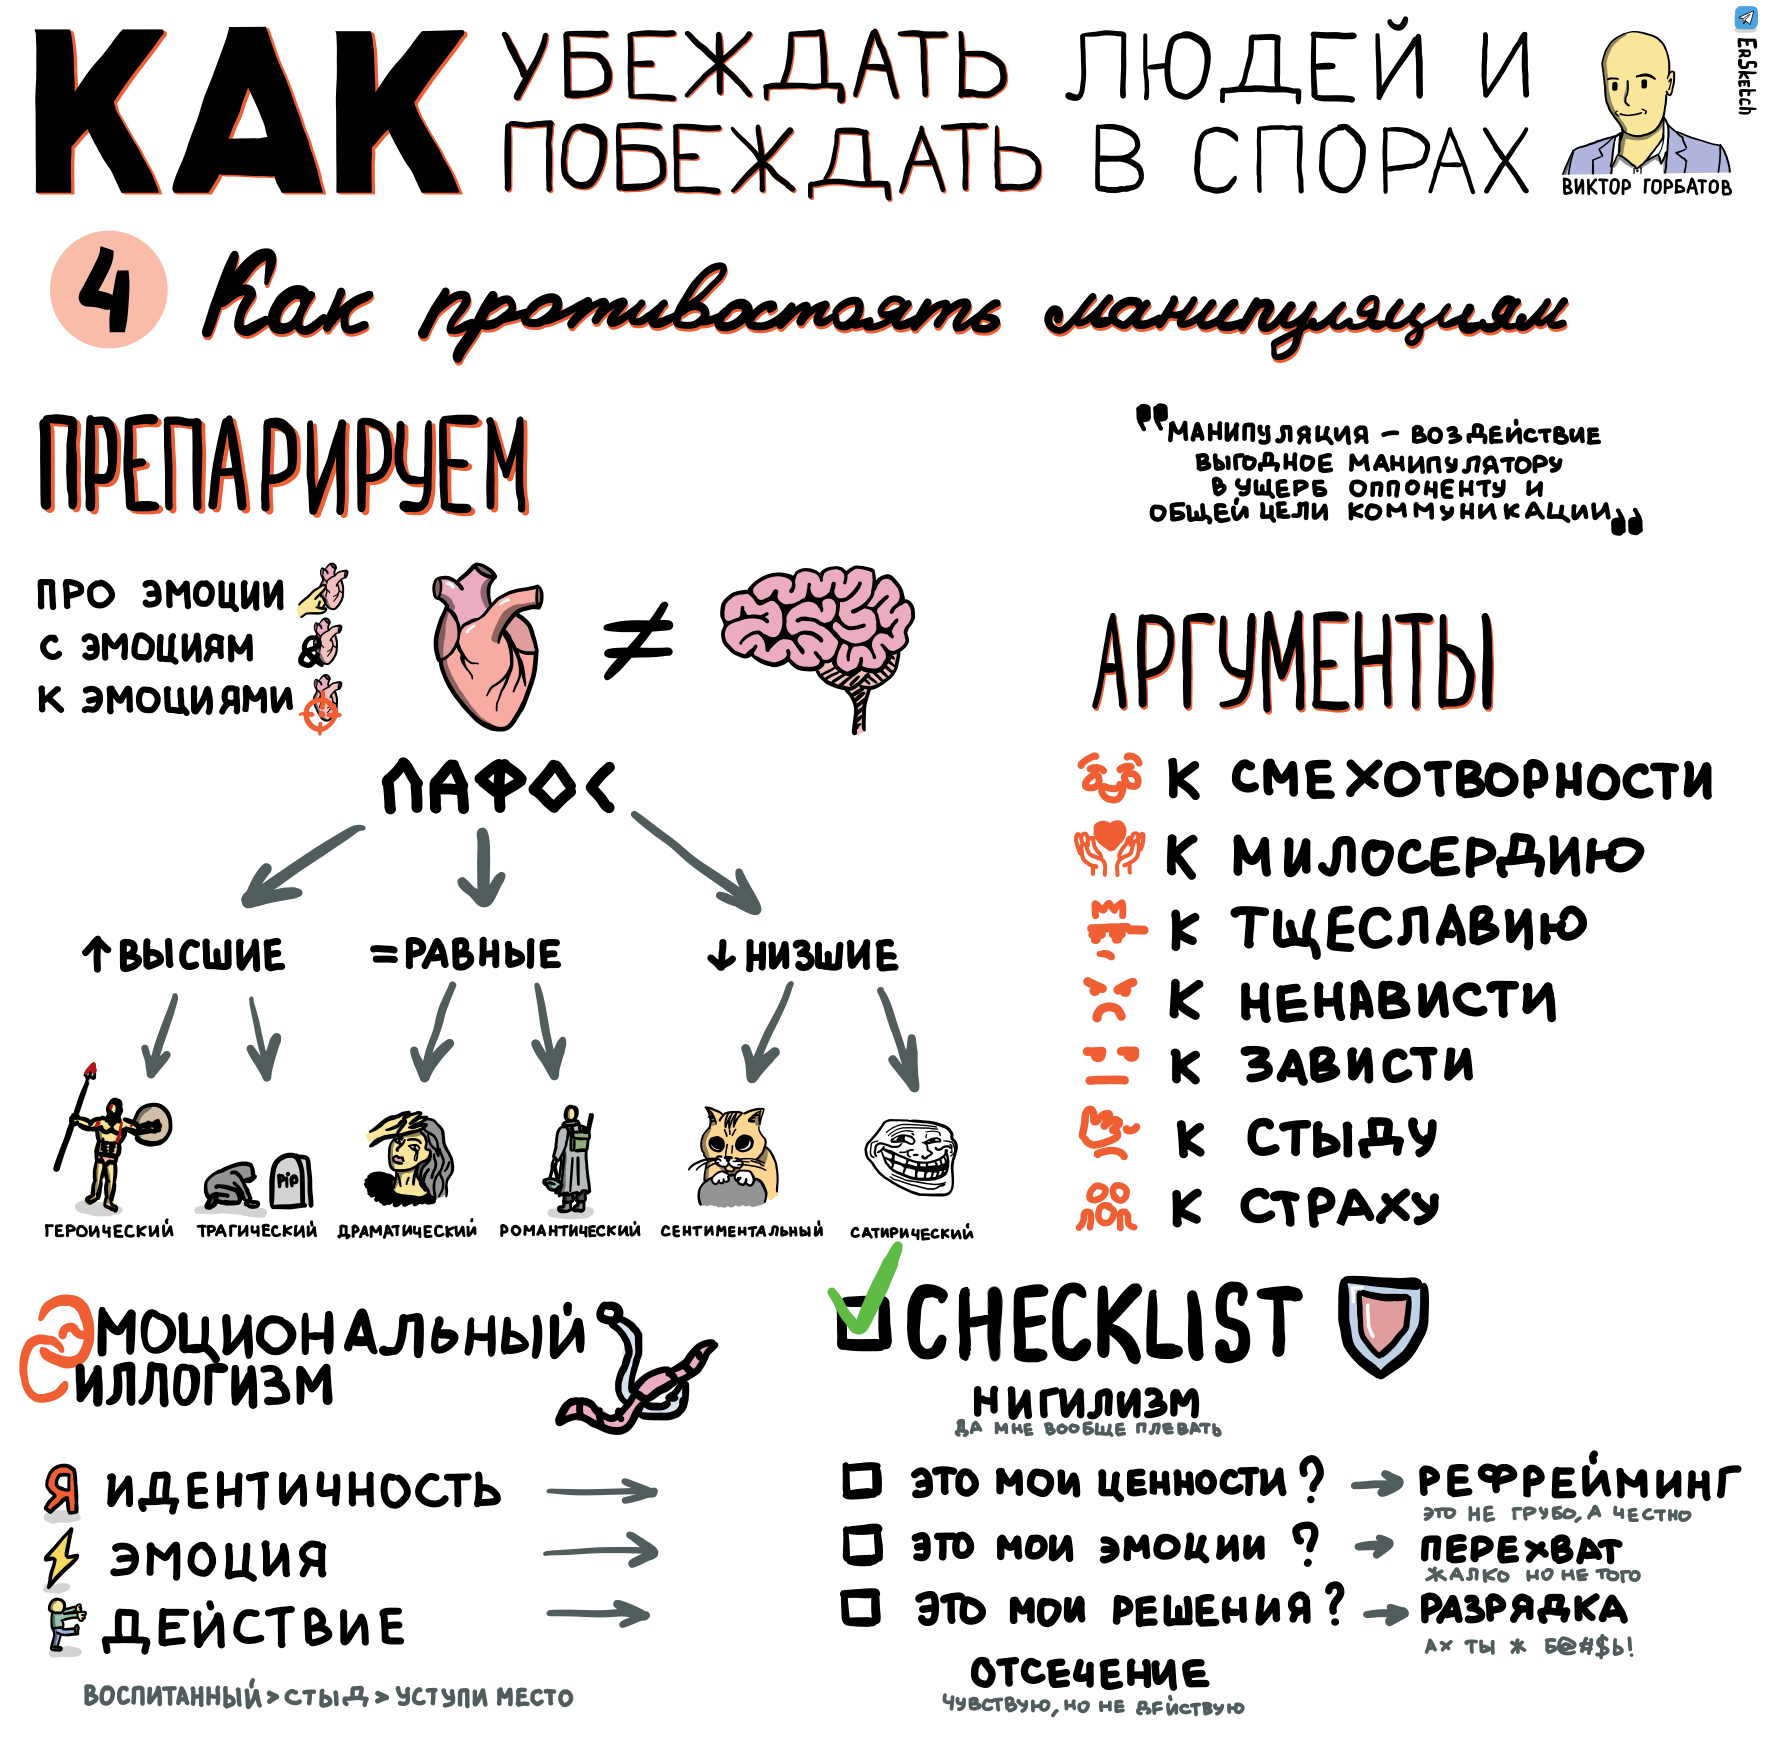 КАК УБЕЖДАТЬ ЛЮДЕЙ И
ПОБЕЖДАТЬ В СПОРАХ
ВИКТОР ГОРБАТОВ
ERSKETCH
4 Как противостоять манипуляциям
ПРЕПАРИРУЕМ
"МАНИПУЛЯЦИЯ – ВОЗДЕЙСТВИЕ
ВЫГОДНОЕ МАНИПУЛЯТОРУ
В УЩЕРБ ОППОНЕНТУ И
ОБЩЕЙ ЦЕЛИ КОММУНИКАЦИИ"
ПРО ЭМОЦИИ
С ЭМОЦИЯМ
&
К ЭМОЦИЯМИ
≠
ПАФОС
↑ ВЫСШИЕ
= РАВНЫЕ
↓ НИЗШИЕ
РіР
ГЕРОИЧЕСКИЙ
ТРАГИЧЕСКИЙ
ДРАМАТИЧЕСКИЙ
РОМАНТИЧЕСКИЙ
СЕНТИМЕНТАЛЬНЫЙ
САТИРИЧЕСКИЙ
АРГУМЕНТЫ
К СМЕХОТВОРНОСТИ
К МИЛОСЕРДИЮ
К ТЩЕСЛАВИЮ
К НЕНАВИСТИ
К ЗАВИСТИ
К СТЫДУ
К СТРАХУ
ЭМОЦИОНАЛЬНЫЙ
СИЛЛОГИЗМ
Я ИДЕНТИЧНОСТЬ
ЭМОЦИЯ
ДЕЙСТВИЕ
ВОСПИТАННЫЙ > СТЫД > УСТУПИ МЕСТО
CHECKLIST
НИГИЛИЗМ
ДА МНЕ ВООБЩЕ ПЛЕВАТЬ
ЭТО МОИ ЦЕННОСТИ? → РЕФРЕЙМИНГ
ЭТО НЕ ГРУБО, А ЧЕСТНО
ЭТО МОИ ЭМОЦИИ ? → ПЕРЕХВАТ
ЖАЛКО НО НЕ ТОГО
ЭТО МОИ РЕШЕНИЯ? → РАЗРЯДКА
АХ ТЫ Ж Б@#$Ь!
ОТСЕЧЕНИЕ
ЧУВСТВУЮ, НО НЕ ДЕЙСТВУЮ